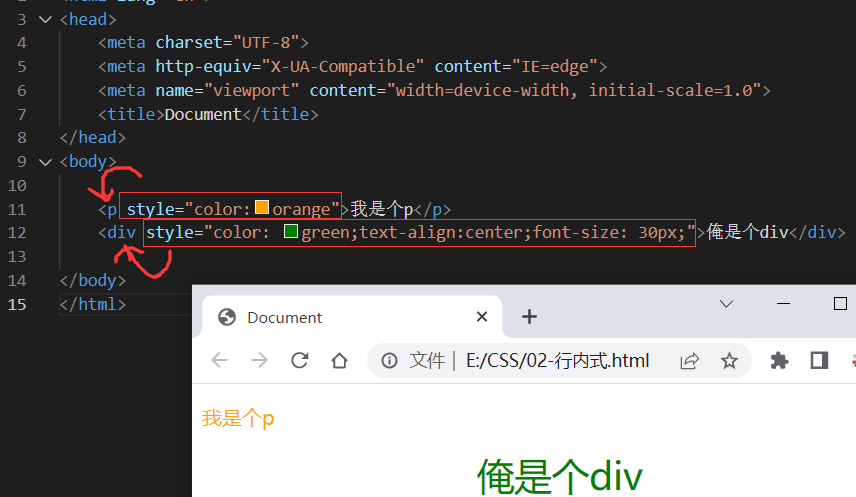 3 <head>
4 <meta charset="UTF-8">
5 <meta http-equiv="X-UA-Compatible" content="IE=edge">
6 <meta name="viewport" content="width=device-width, initial-scale=1.0">
7 <title>Document</title>
8 </head>
9 <body>
10
11 <p style="color:orange">我是个p</p>
12 <div style="color: green;text-align:center;font-size: 30px;">俺是个div</div>
13
14 </body>
15 </html>
Document
文件 | E:/CSS/02-行内式.html
我是个p
俺是个div